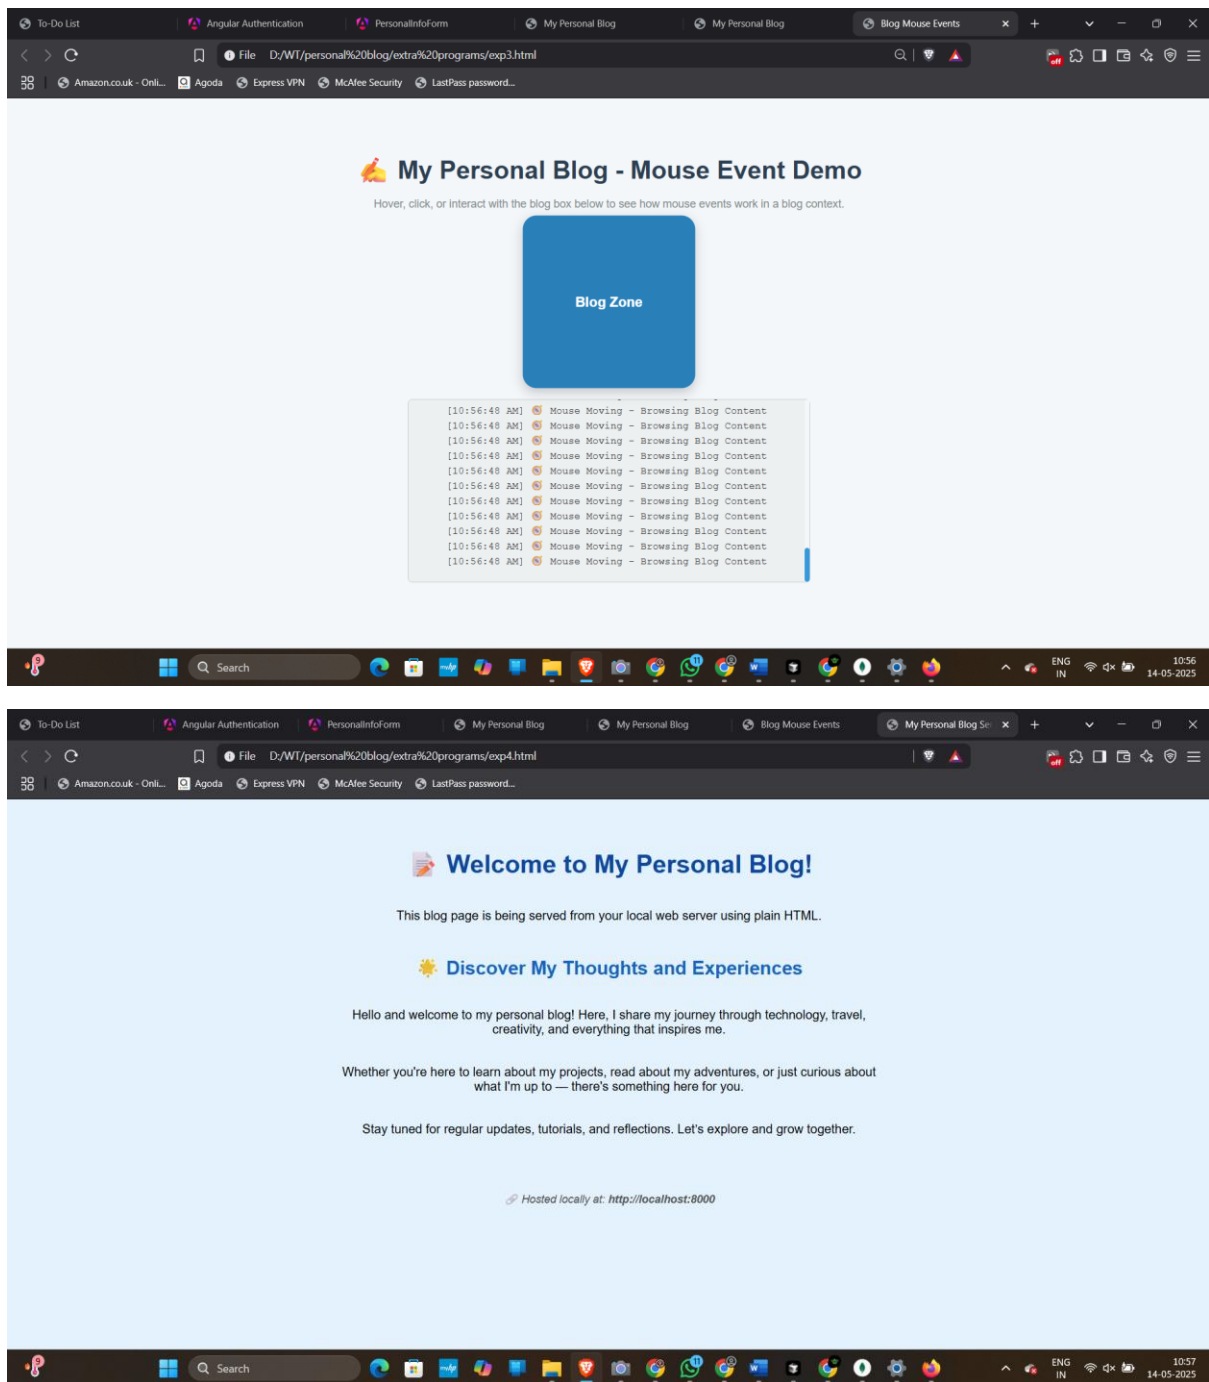 To-Do List
Angular Authentication
PersonalInfoForm
My Personal Blog
My Personal Blog
Blog Mouse Events
File D:/WT/personal%20blog/extra%20programs/exp3.html
off
Amazon.co.uk - Onli...
Agoda
Express VPN
McAfee Security
LastPass password...
My Personal Blog - Mouse Event Demo
Hover, click, or interact with the blog box below to see how mouse events work in a blog context.
Blog Zone
[10:56:48 AM] Mouse Moving - Browsing Blog Content
[10:56:48 AM] Mouse Moving - Browsing Blog Content
[10:56:48 AM] Mouse Moving - Browsing Blog Content
[10:56:48 AM] Mouse Moving - Browsing Blog Content
[10:56:48 AM] Mouse Moving - Browsing Blog Content
[10:56:48 AM] Mouse Moving - Browsing Blog Content
[10:56:48 AM] Mouse Moving - Browsing Blog Content
[10:56:48 AM] Mouse Moving - Browsing Blog Content
[10:56:48 AM] Mouse Moving - Browsing Blog Content
[10:56:48 AM] Mouse Moving - Browsing Blog Content
[10:56:48 AM] Mouse Moving - Browsing Blog Content
9
Search
myhp
11
ENG
IN
10:56
14-05-2025
To-Do List
Angular Authentication
PersonalInfoForm
My Personal Blog
My Personal Blog
Blog Mouse Events
My Personal Blog Se
File D:/WT/personal%20blog/extra%20programs/exp4.html
off
Amazon.co.uk - Onli...
Agoda
Express VPN
McAfee Security
LastPass password...
Welcome to My Personal Blog!
This blog page is being served from your local web server using plain HTML.
Discover My Thoughts and Experiences
Hello and welcome to my personal blog! Here, I share my journey through technology, travel,
creativity, and everything that inspires me.
Whether you're here to learn about my projects, read about my adventures, or just curious about
what I'm up to — there's something here for you.
Stay tuned for regular updates, tutorials, and reflections. Let's explore and grow together.
Hosted locally at: http://localhost:8000
9
Search
myhp
11
ENG
IN
10:57
14-05-2025